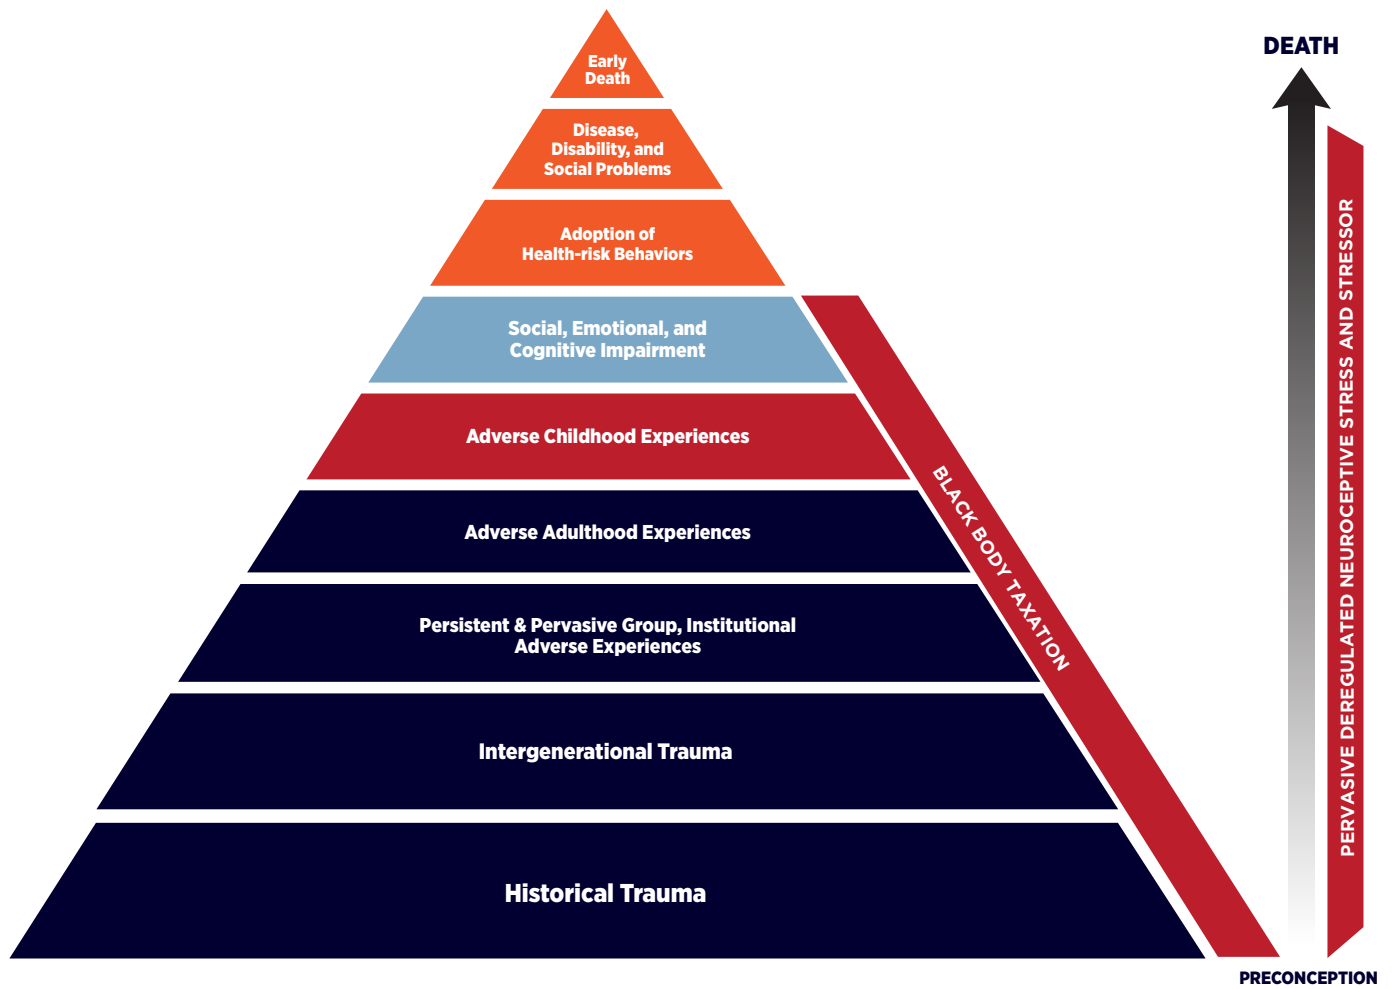 Early
Death
Disease,
Disability, and
Social Problems
Adoption of
Health-risk Behaviors
Social, Emotional, and
Cognitive Impairment
Adverse Childhood Experiences
Adverse Adulthood Experiences
Persistent & Pervasive Group, Institutional
Adverse Experiences
Intergenerational Trauma
Historical Trauma
BLACK BODY TAXATION
DEATH
PERVASIVE DEREGULATED NEUROCEPTIVE STRESS AND STRESSOR
PRECONCEPTION